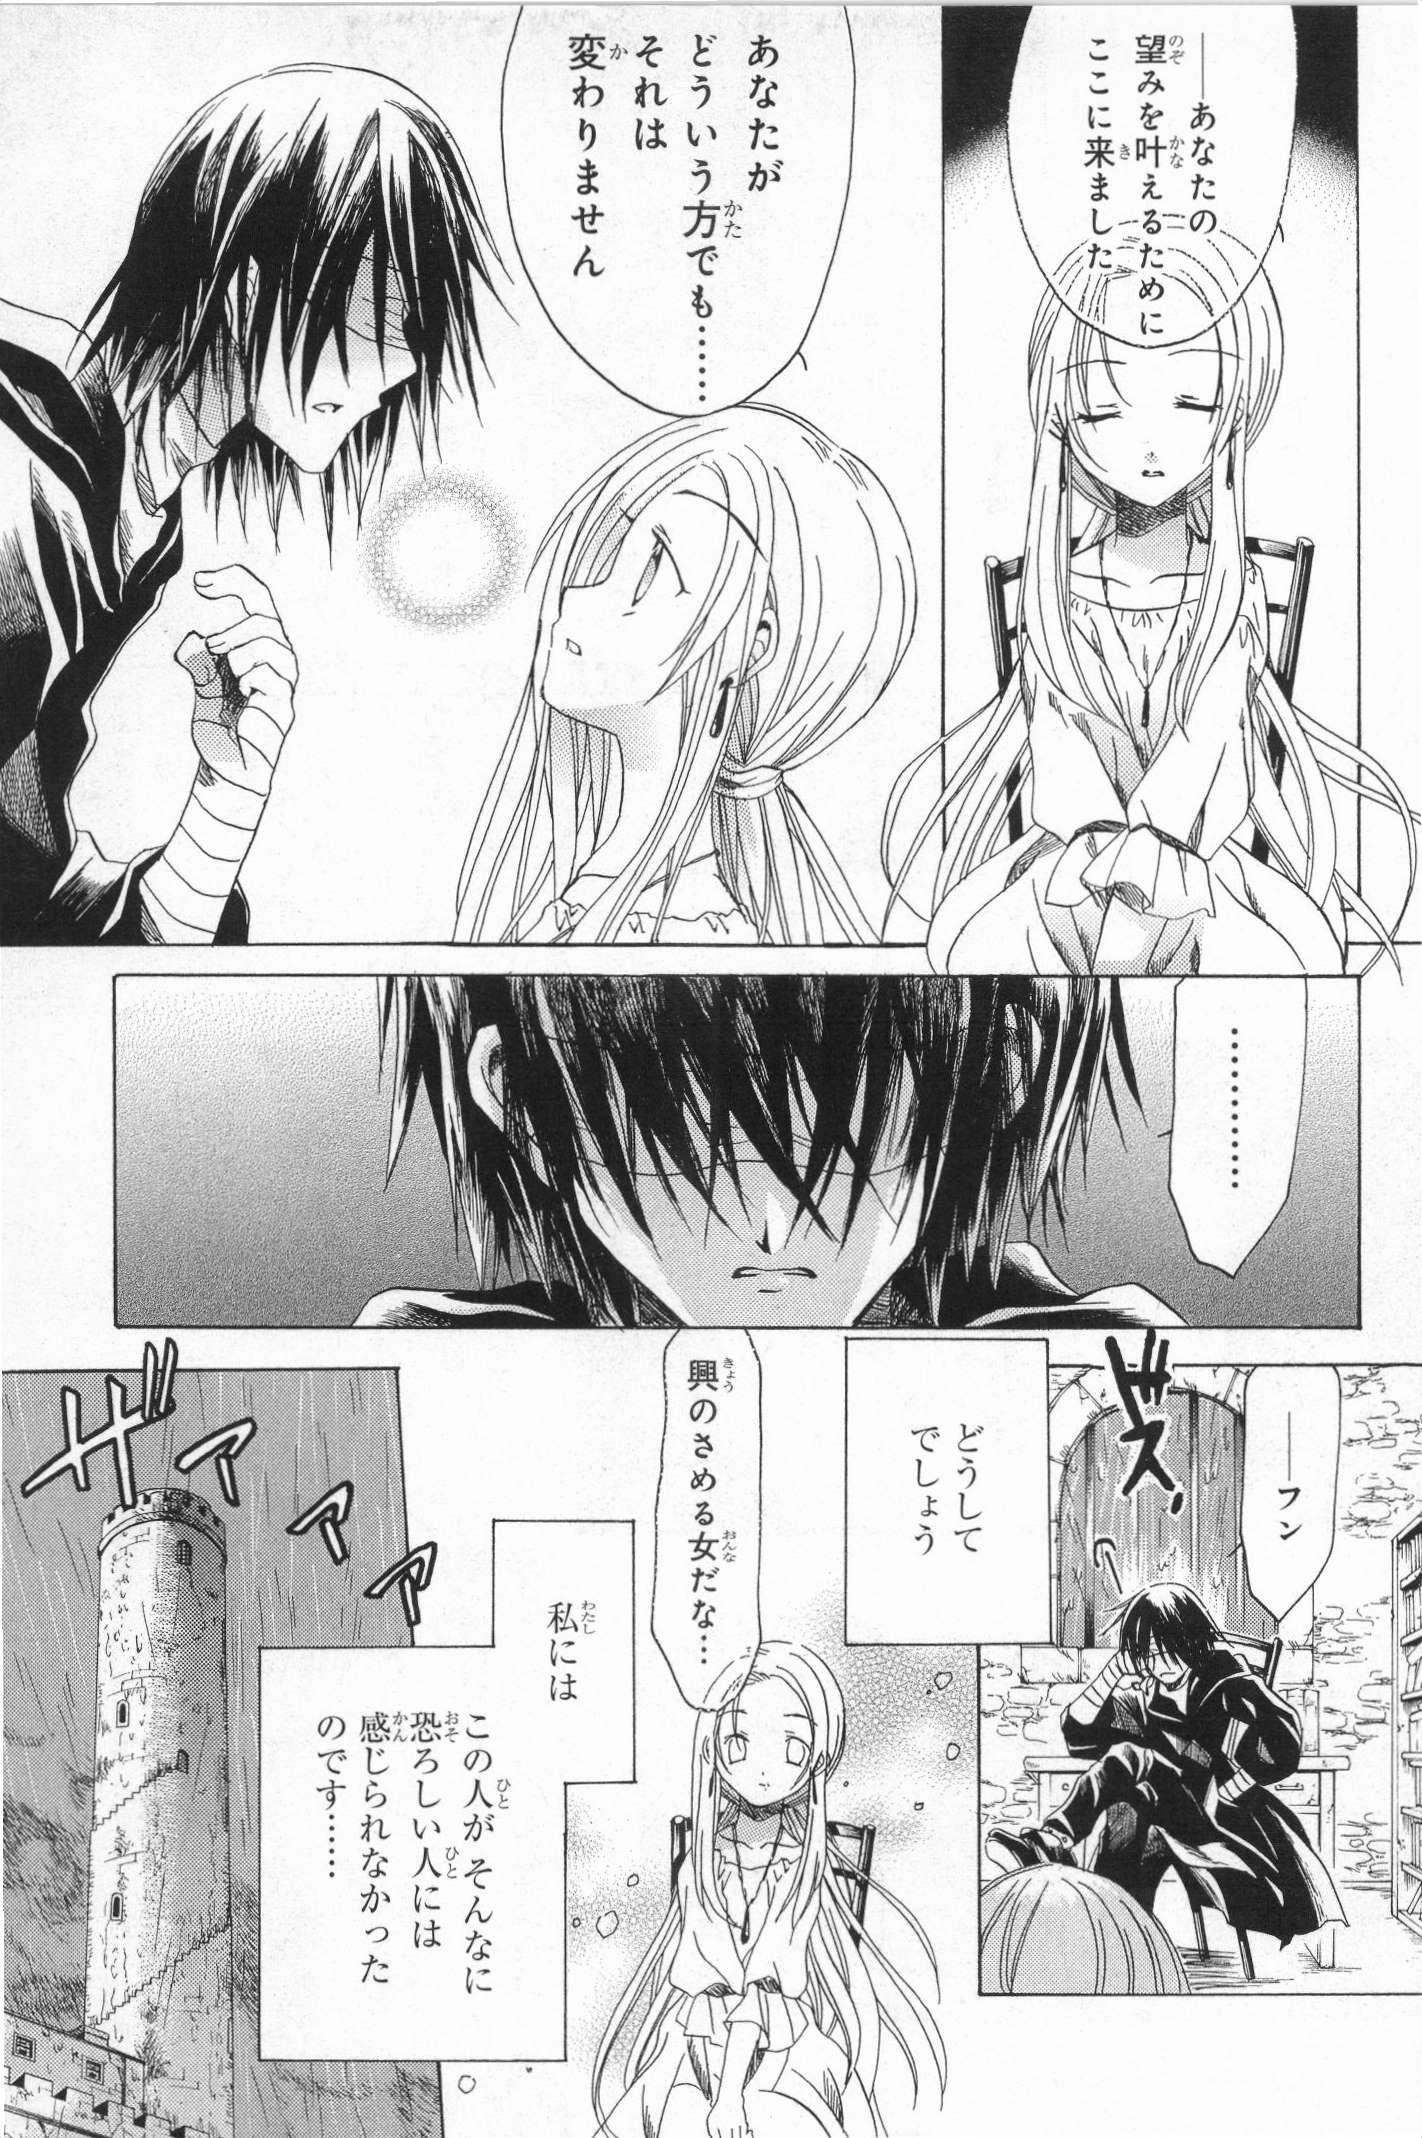 ――あなたの
望みを叶えるために
ここに来ました
あなたが
どういう方でも……
それは
変わりません
…………
――フン
ドズ
どうして
でしょう
興のさめる女だな…
私には
この人が そんなに
恐ろしい人には
感じられなかった
のです……
ザァァァ